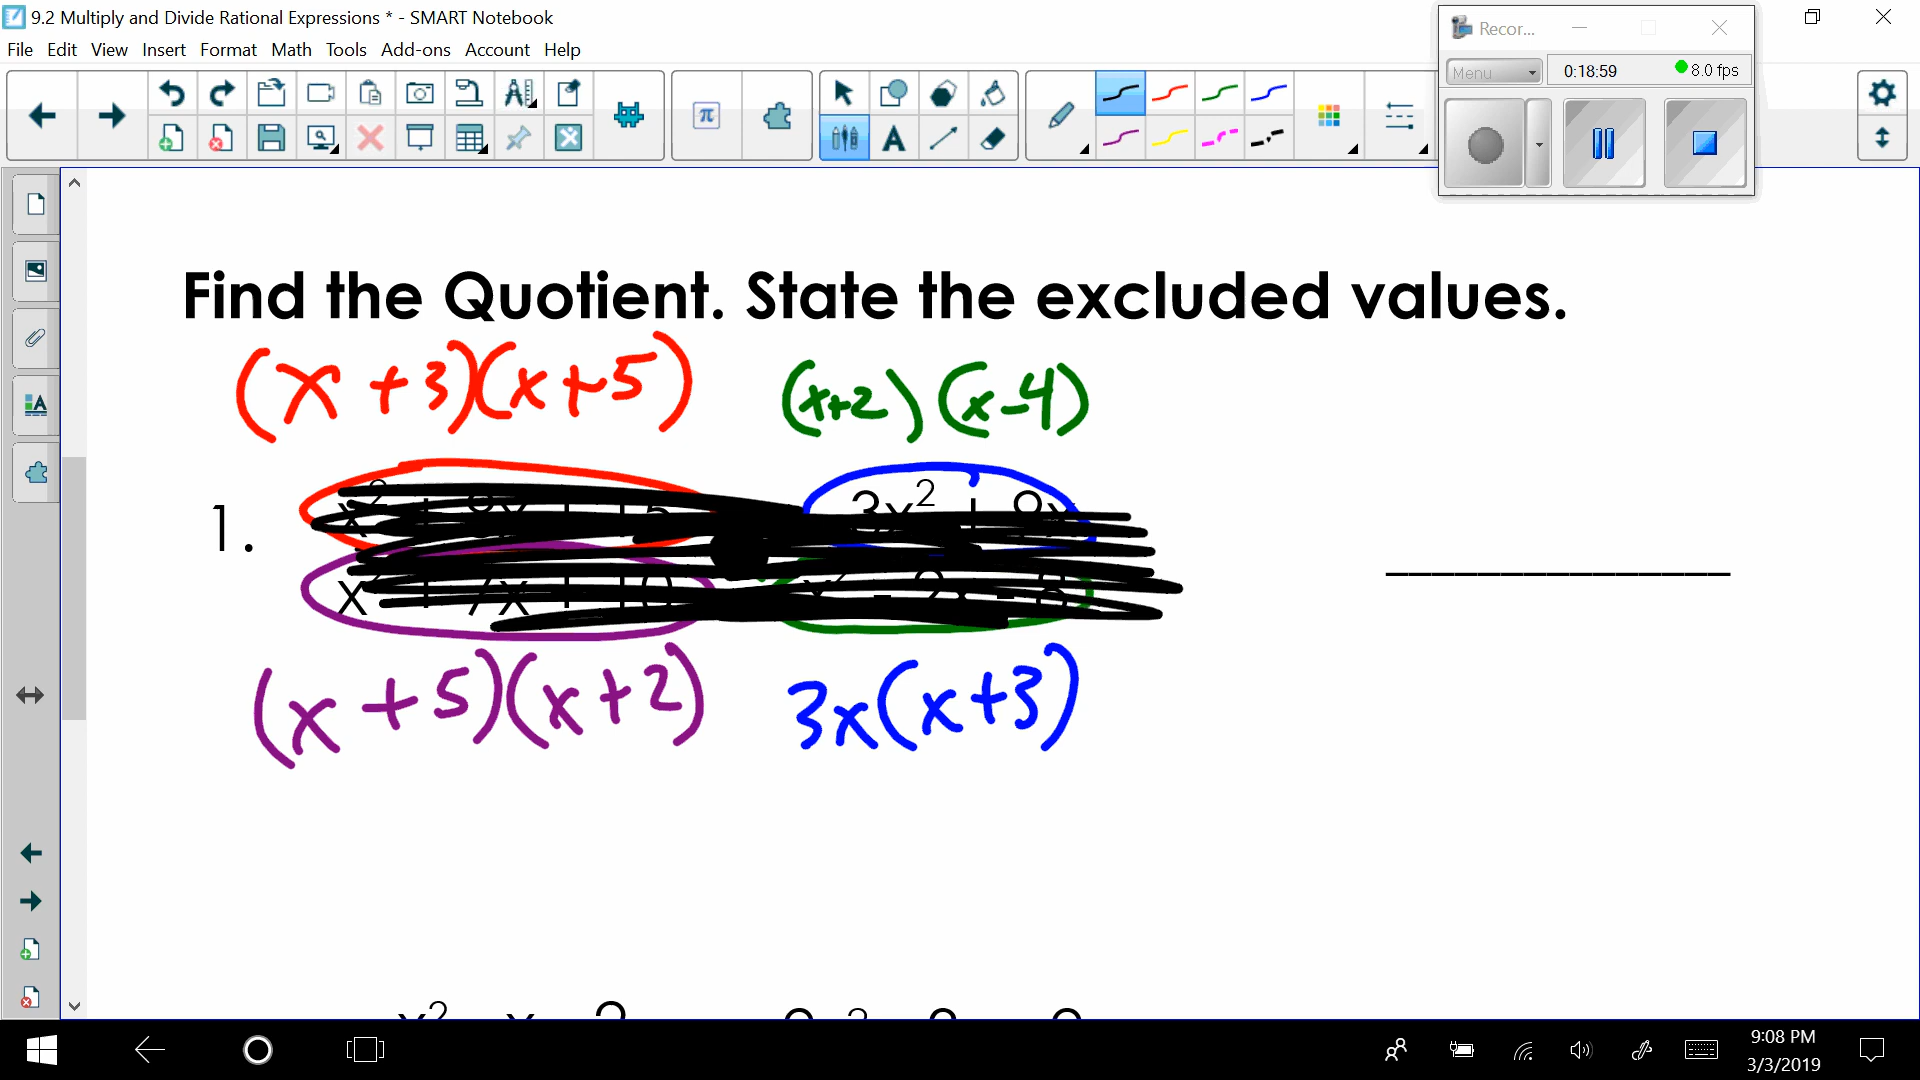 9.2 Multiply and Divide Rational Expressions * - SMART Notebook
File Edit View Insert Format Math Tools Add-ons Account Help
Recor...
Menu
0:18:59
8.0 fps
π
A
A
Find the Quotient. State the excluded values.
(x + 3)(x + 5) (x+2) (x - 4)
1.
3x²
x
(x + 5)(x + 2) 3x(x + 3)
9:08 PM
3/3/2019